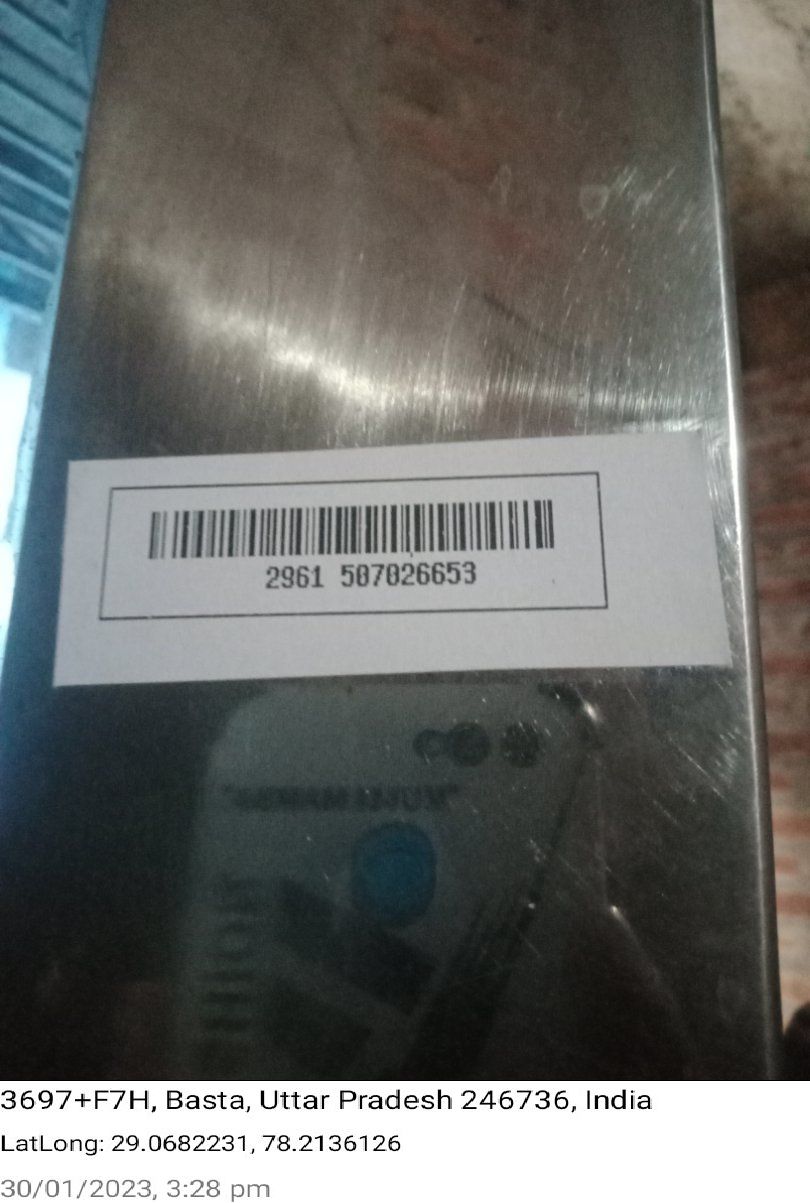 2961 507026653
3697+F7H, Basta, Uttar Pradesh 246736, India
LatLong: 29.0682231, 78.2136126
30/01/2023, 3:28 pm